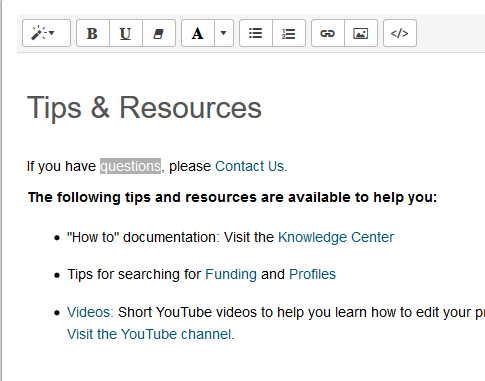 B U A </>
Tips & Resources
If you have questions, please Contact Us.
The following tips and resources are available to help you:
"How to" documentation: Visit the Knowledge Center
Tips for searching for Funding and Profiles
Videos: Short YouTube videos to help you learn how to edit your
Visit the YouTube channel.